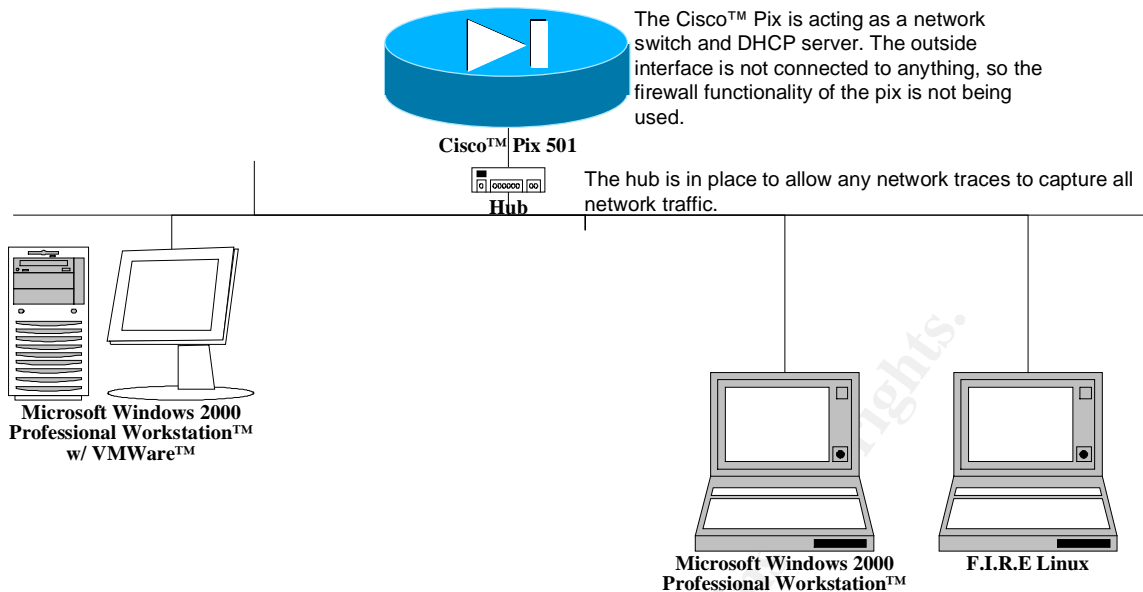 The Cisco™ Pix is acting as a network
switch and DHCP server. The outside
interface is not connected to anything, so the
firewall functionality of the pix is not being
used.
Cisco™ Pix 501
The hub is in place to allow any network traces to capture all
network traffic.
Hub
Microsoft Windows 2000
Professional Workstation™
w/ VMWare™
Microsoft Windows 2000
Professional Workstation™
F.I.R.E Linux
rights.